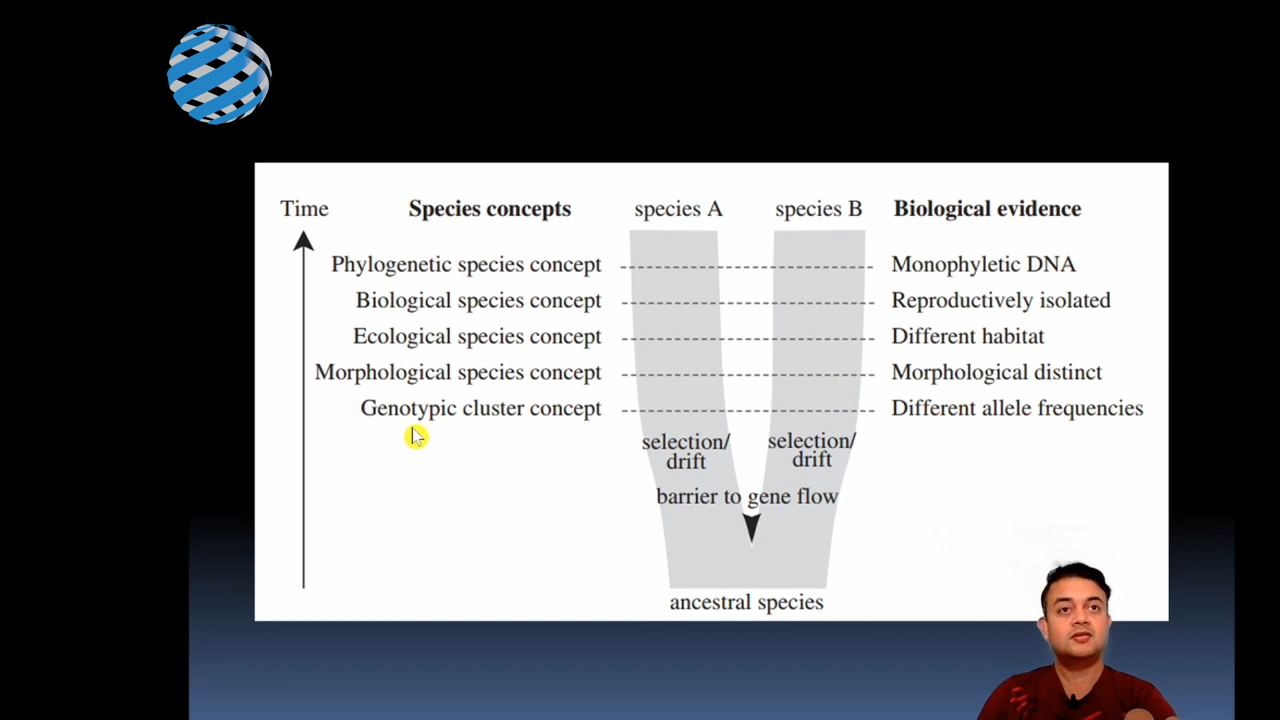 Time Species concepts species A species B Biological evidence
Phylogenetic species concept Monophyletic DNA
Biological species concept Reproductively isolated
Ecological species concept Different habitat
Morphological species concept Morphological distinct
Genotypic cluster concept Different allele frequencies
selection/ selection/
drift drift
barrier to gene flow
ancestral species